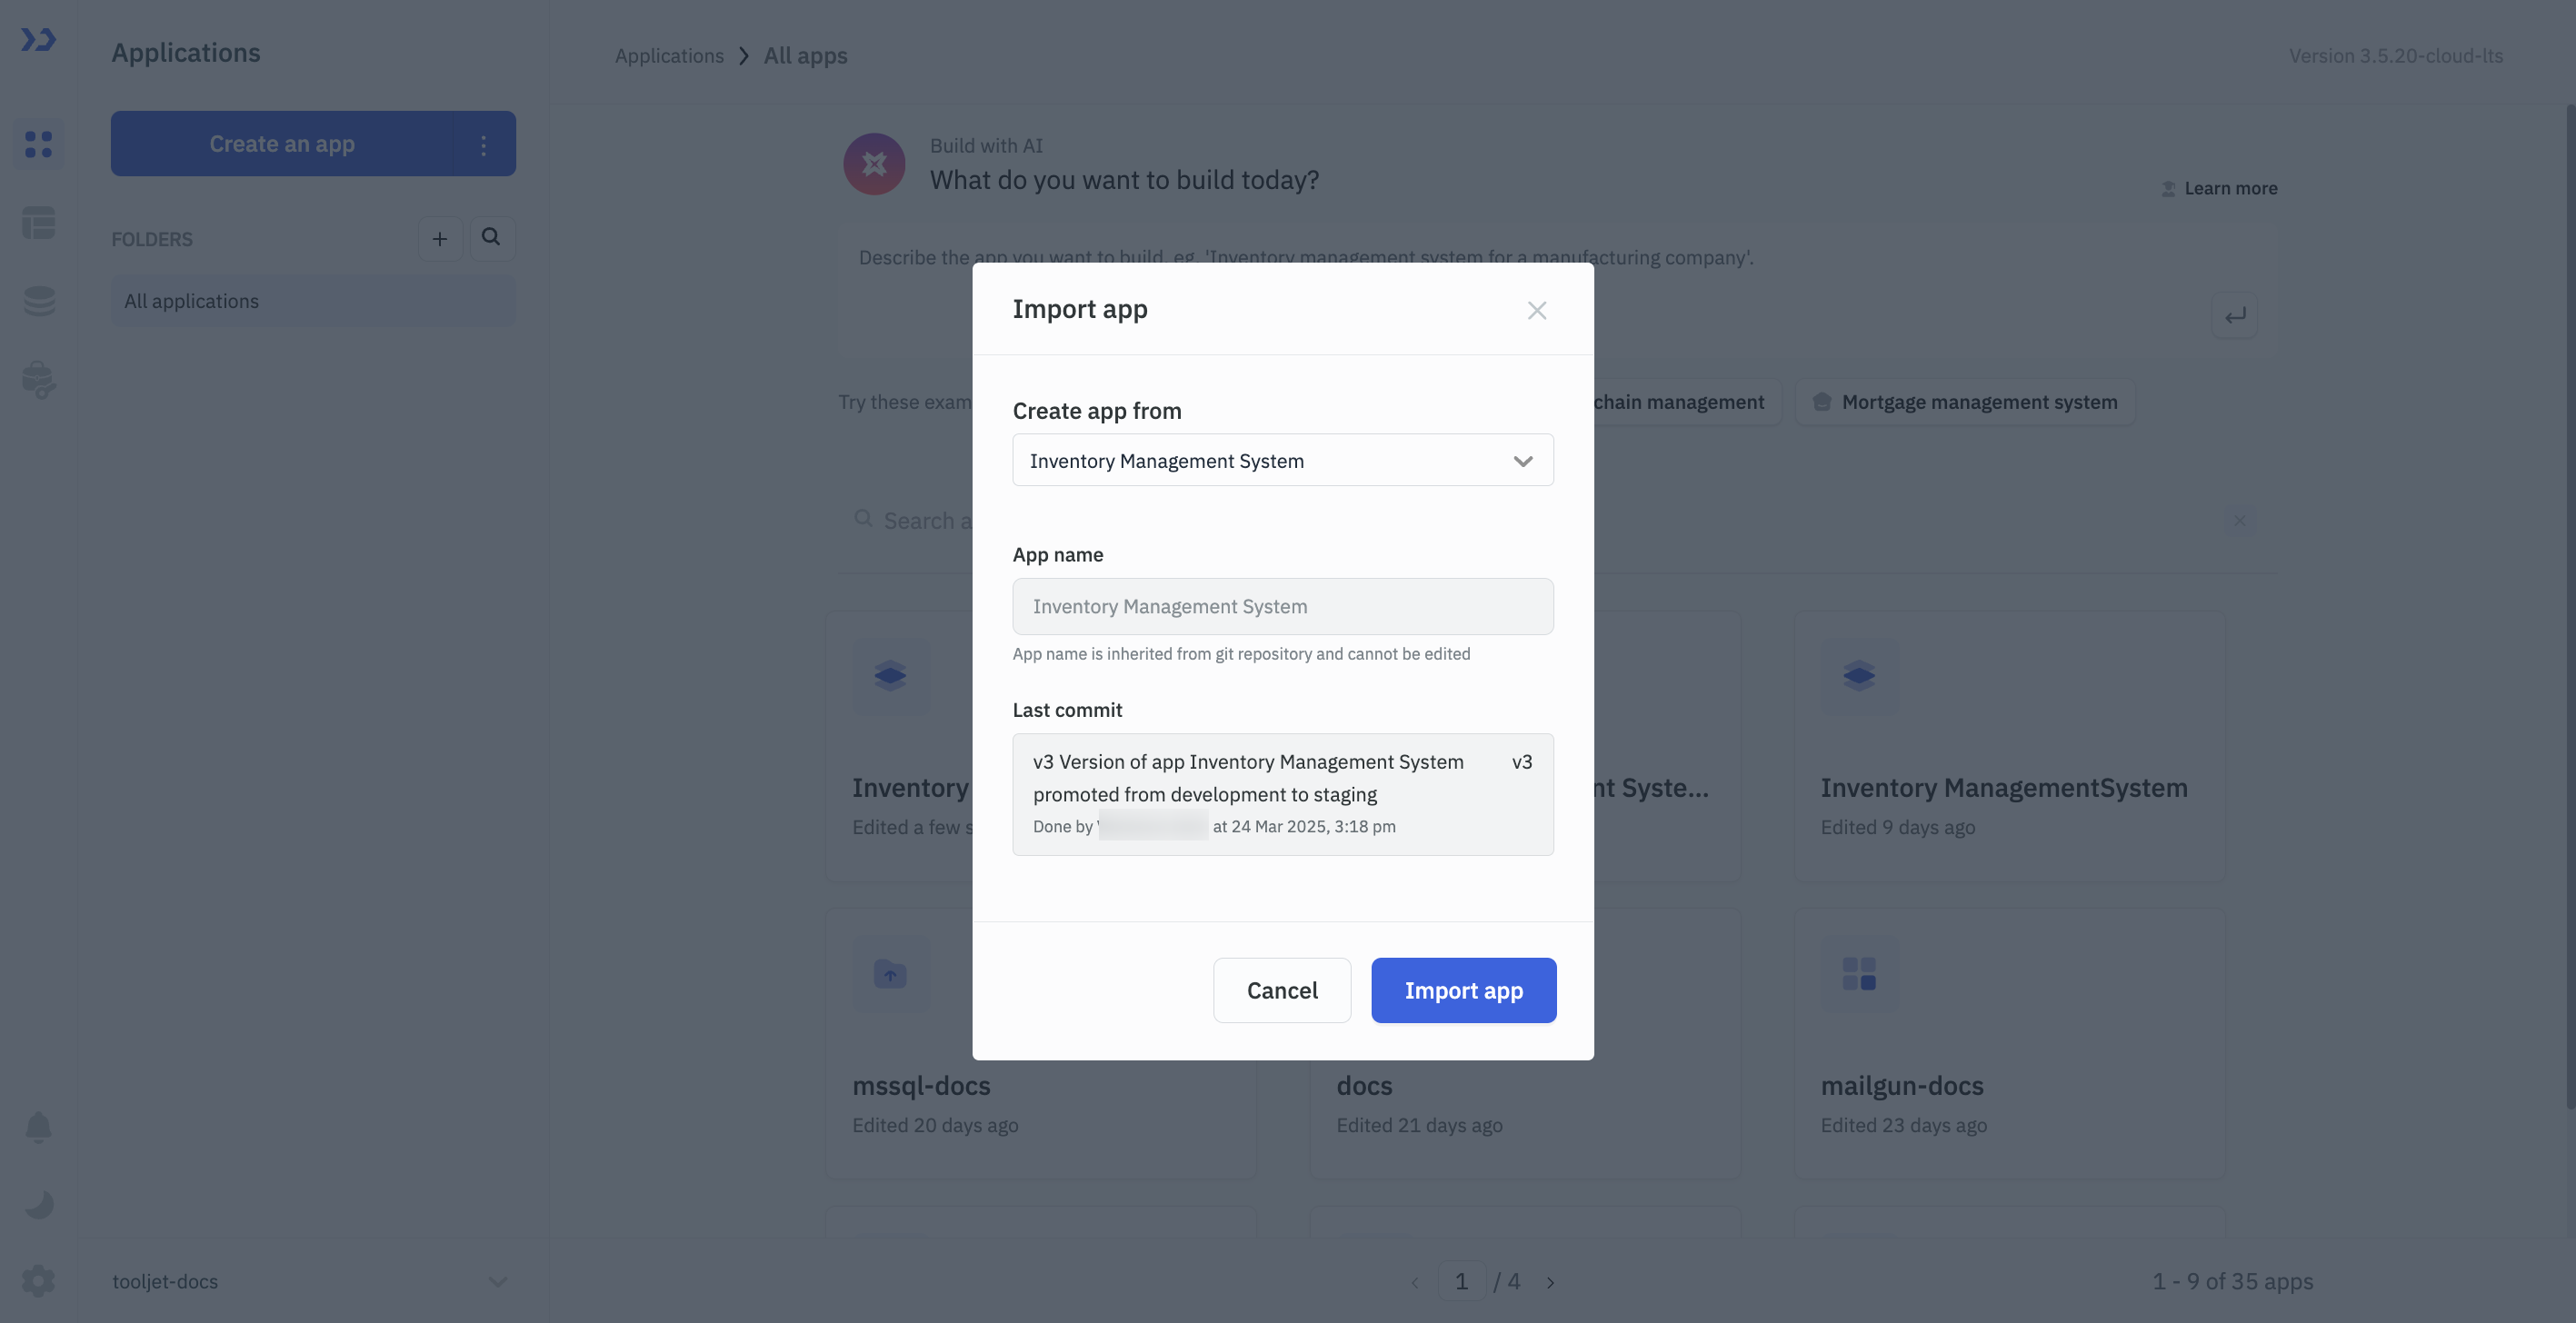 Applications
Create an app
FOLDERS
All applications
tooljet-docs
Applications > All apps
Version 3.5.20-cloud-lts
Build with AI
What do you want to build today?
Learn more
Describe the app you want to build, eg. 'Inventory management system for a manufacturing company'.
Try these exam
chain management
Mortgage management system
Search a
Inventory
Edited a few s
nt Syste...
Inventory ManagementSystem
Edited 9 days ago
mssql-docs
Edited 20 days ago
docs
Edited 21 days ago
mailgun-docs
Edited 23 days ago
1 / 4
1 - 9 of 35 apps
Import app
Create app from
Inventory Management System
App name
Inventory Management System
App name is inherited from git repository and cannot be edited
Last commit
v3 Version of app Inventory Management System v3
promoted from development to staging
Done by at 24 Mar 2025, 3:18 pm
Cancel
Import app